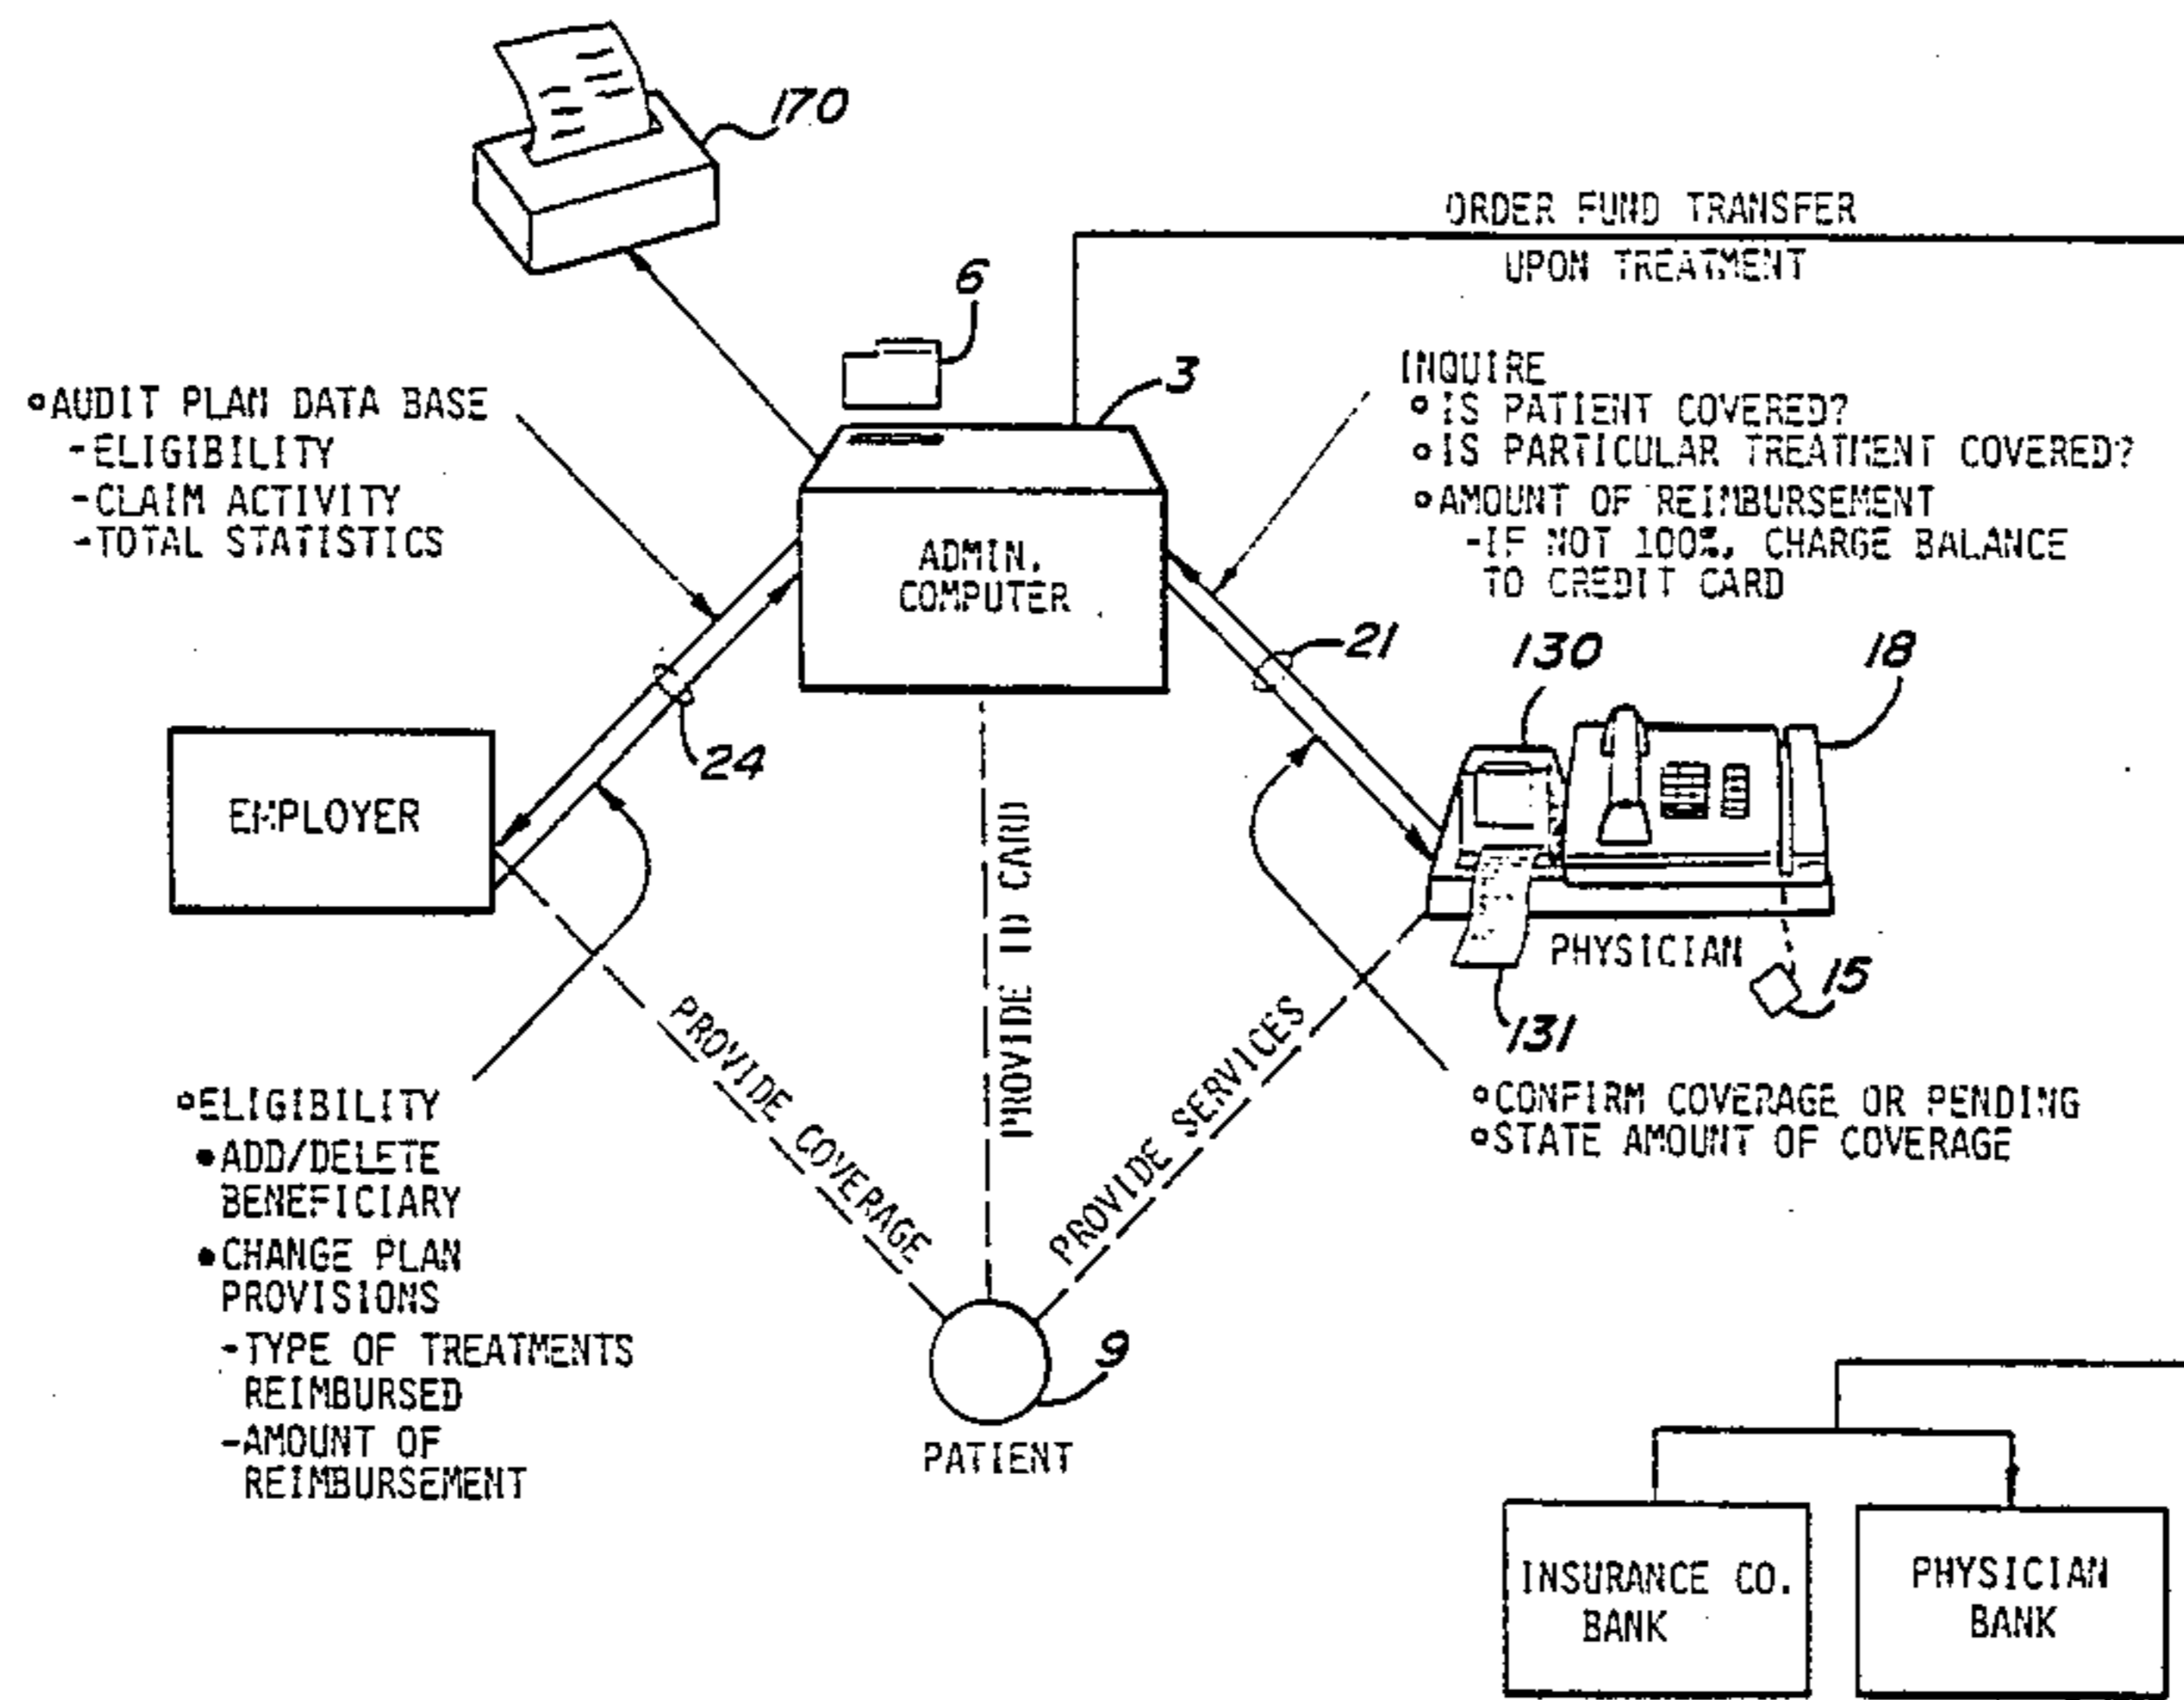 170
ORDER FUND TRANSFER
UPON TREATMENT
6
3
°AUDIT PLAN DATA BASE
-ELIGIBILITY
-CLAIM ACTIVITY
-TOTAL STATISTICS
INQUIRE
°IS PATIENT COVERED?
°IS PARTICULAR TREATMENT COVERED?
°AMOUNT OF REIMBURSEMENT
-IF NOT 100%, CHARGE BALANCE
TO CREDIT CARD
ADMIN.
COMPUTER
21
130
18
24
EMPLOYER
PROVIDE ID CARD
PHYSICIAN
15
131
PROVIDE COVERAGE
PROVIDE SERVICES
°ELIGIBILITY
•ADD/DELETE
BENEFICIARY
•CHANGE PLAN
PROVISIONS
-TYPE OF TREATMENTS
REIMBURSED
-AMOUNT OF
REIMBURSEMENT
°CONFIRM COVERAGE OR PENDING
°STATE AMOUNT OF COVERAGE
9
PATIENT
INSURANCE CO.
BANK
PHYSICIAN
BANK